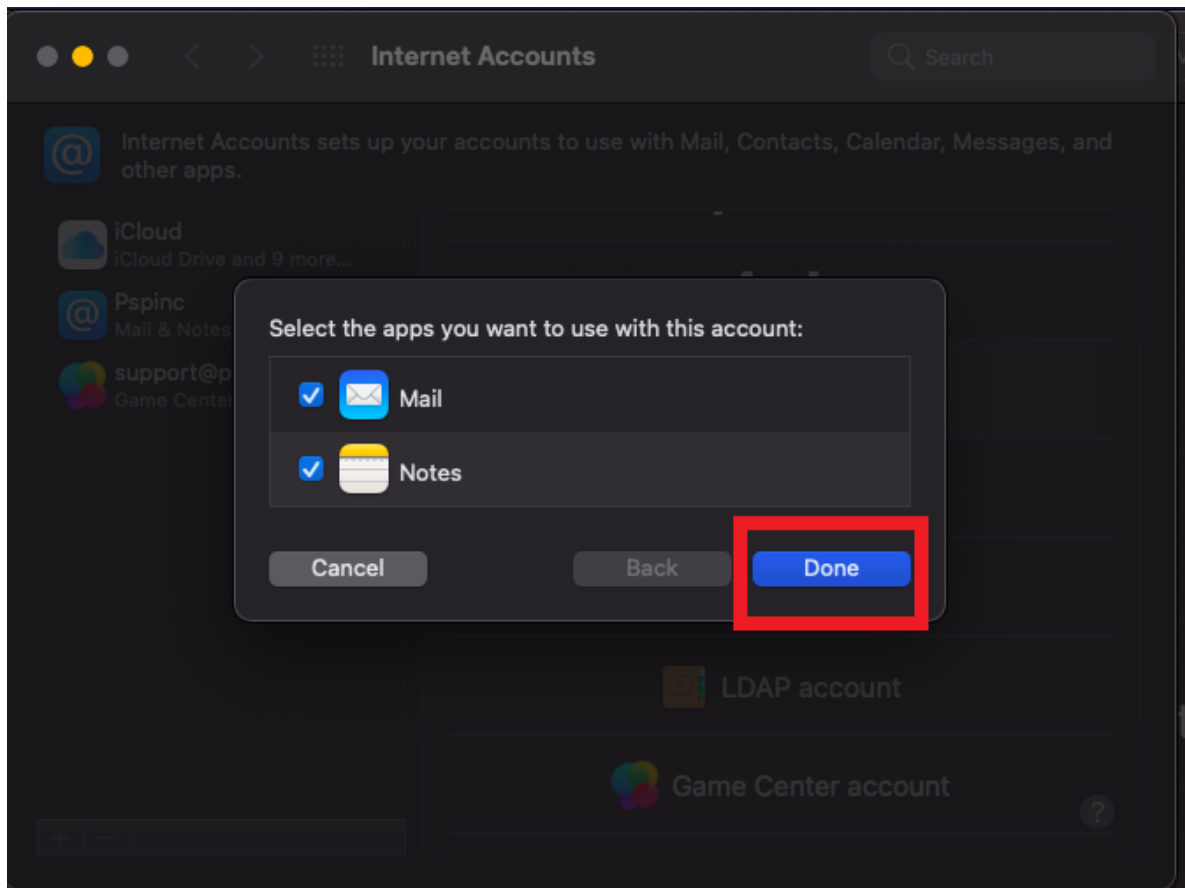 Internet Accounts
Search
Internet Accounts sets up your accounts to use with Mail, Contacts, Calendar, Messages, and
other apps.
iCloud
iCloud Drive and 9 more...
Pspinc
Mail & Notes
support@p
Game Center
Select the apps you want to use with this account:
Mail
Notes
Cancel
Back
Done
LDAP account
Game Center account
?